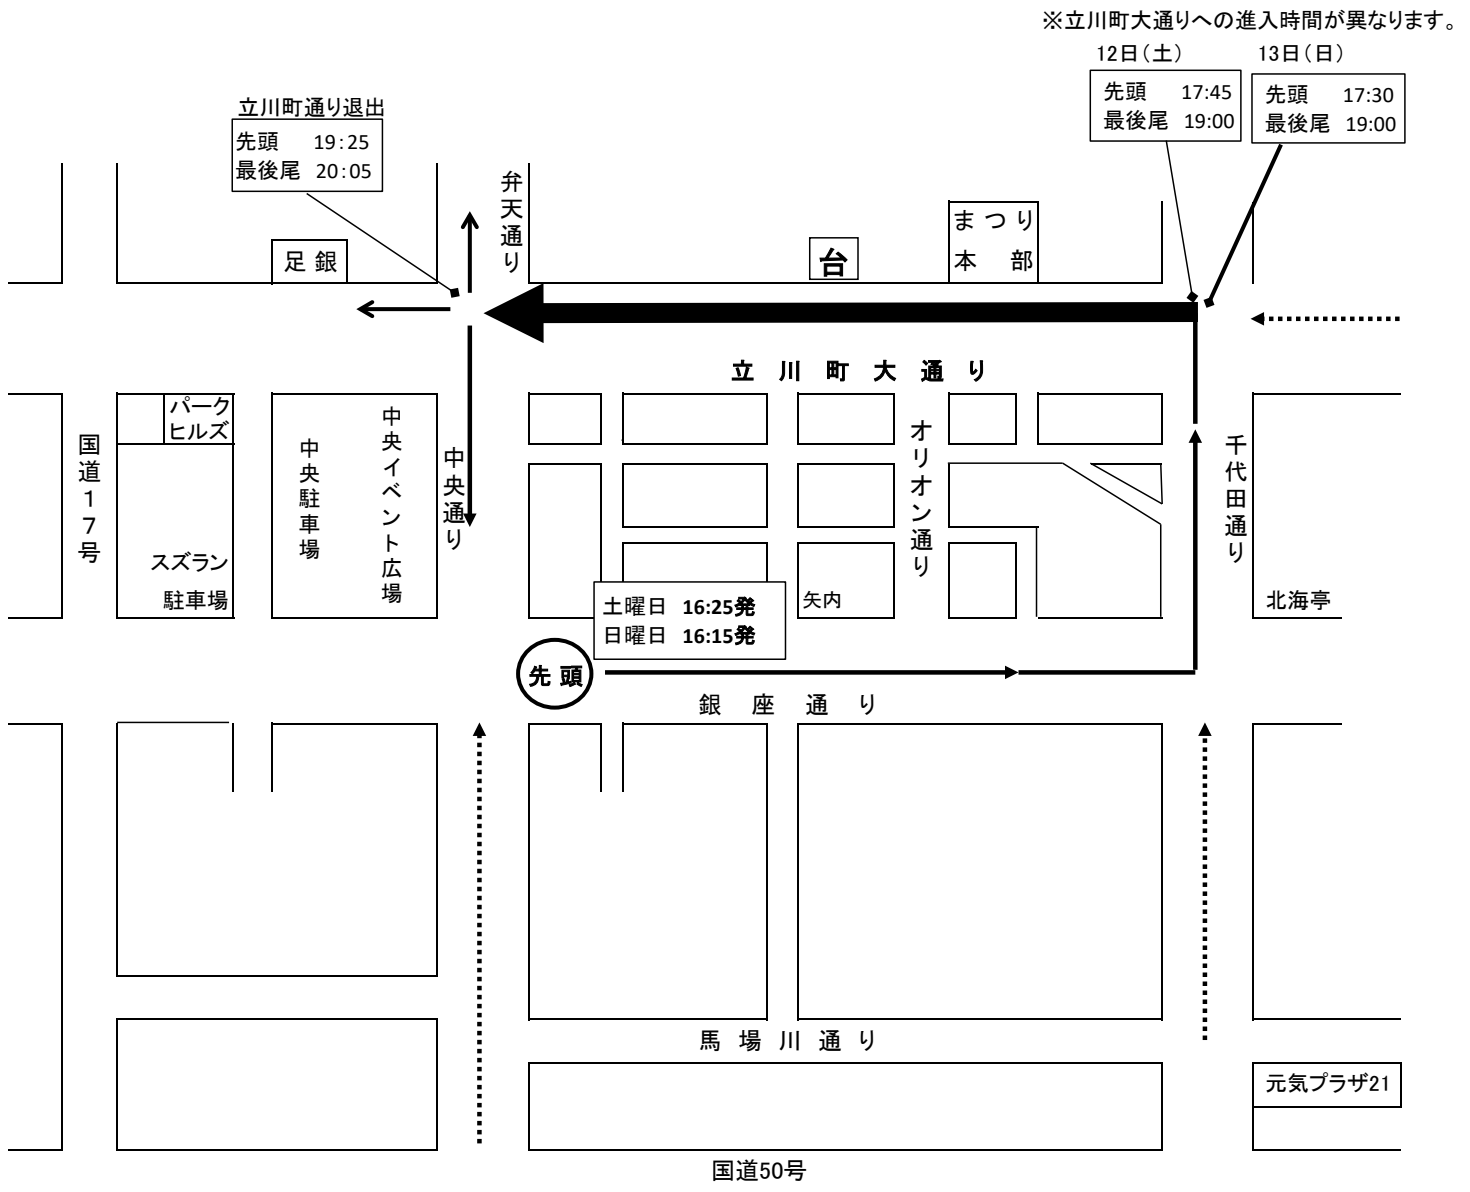 ※立川町大通りへの進入時間が異なります。
12日(土)
13日(日)
先頭 17:45
最後尾 19:00
先頭 17:30
最後尾 19:00
立川町通り退出
先頭 19:25
最後尾 20:05
弁天通り
足銀
台
まつり
本部
立川町大通り
国道17号
パーク
ヒルズ
スズラン
駐車場
中央駐車場
中央イベント広場
中央通り
オリオン通り
千代田通り
土曜日 16:25発
日曜日 16:15発
矢内
北海亭
先頭
銀座通り
馬場川通り
元気プラザ21
国道50号